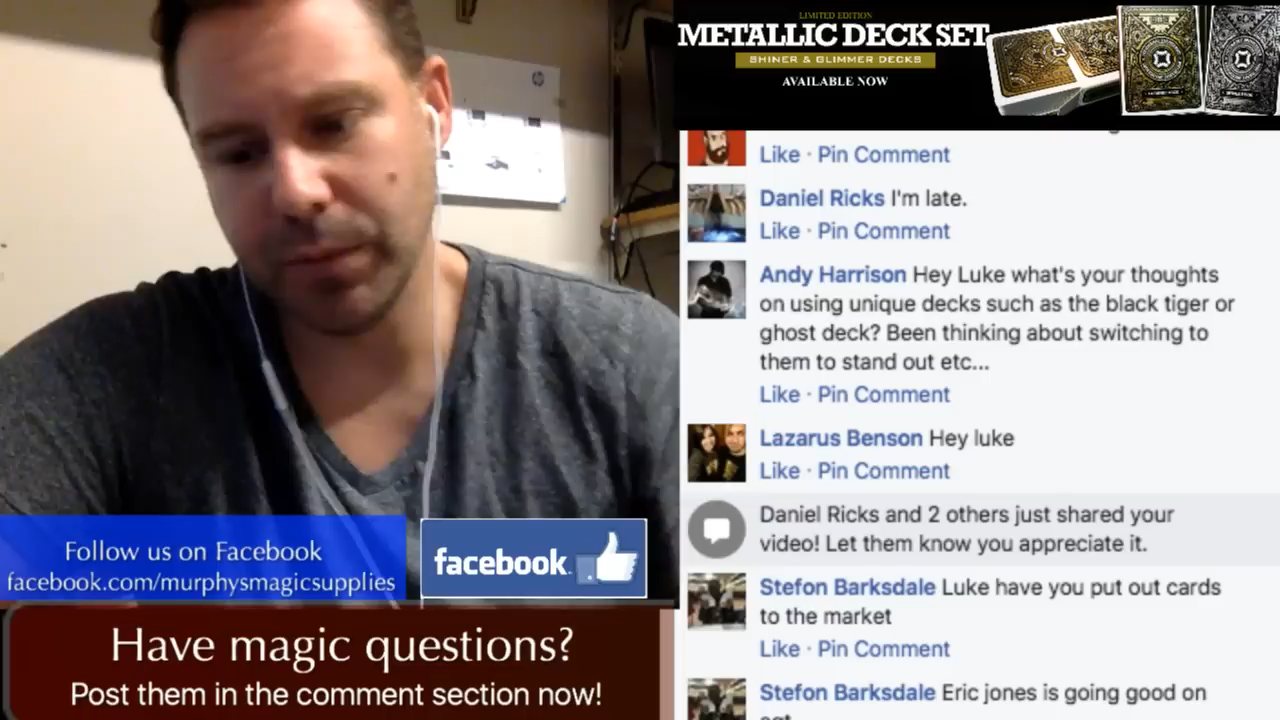 LIMITED EDITION
METALLIC DECK SET
SHINER & GLIMMER DECKS
AVAILABLE NOW
Like · Pin Comment
Daniel Ricks I'm late.
Like · Pin Comment
Andy Harrison Hey Luke what's your thoughts
on using unique decks such as the black tiger or
ghost deck? Been thinking about switching to
them to stand out etc...
Like · Pin Comment
Lazarus Benson Hey luke
Like · Pin Comment
Daniel Ricks and 2 others just shared your
video! Let them know you appreciate it.
Stefon Barksdale Luke have you put out cards
to the market
Like · Pin Comment
Stefon Barksdale Eric jones is going good on
Follow us on Facebook
facebook.com/murphysmagicsupplies
facebook
Have magic questions?
Post them in the comment section now!